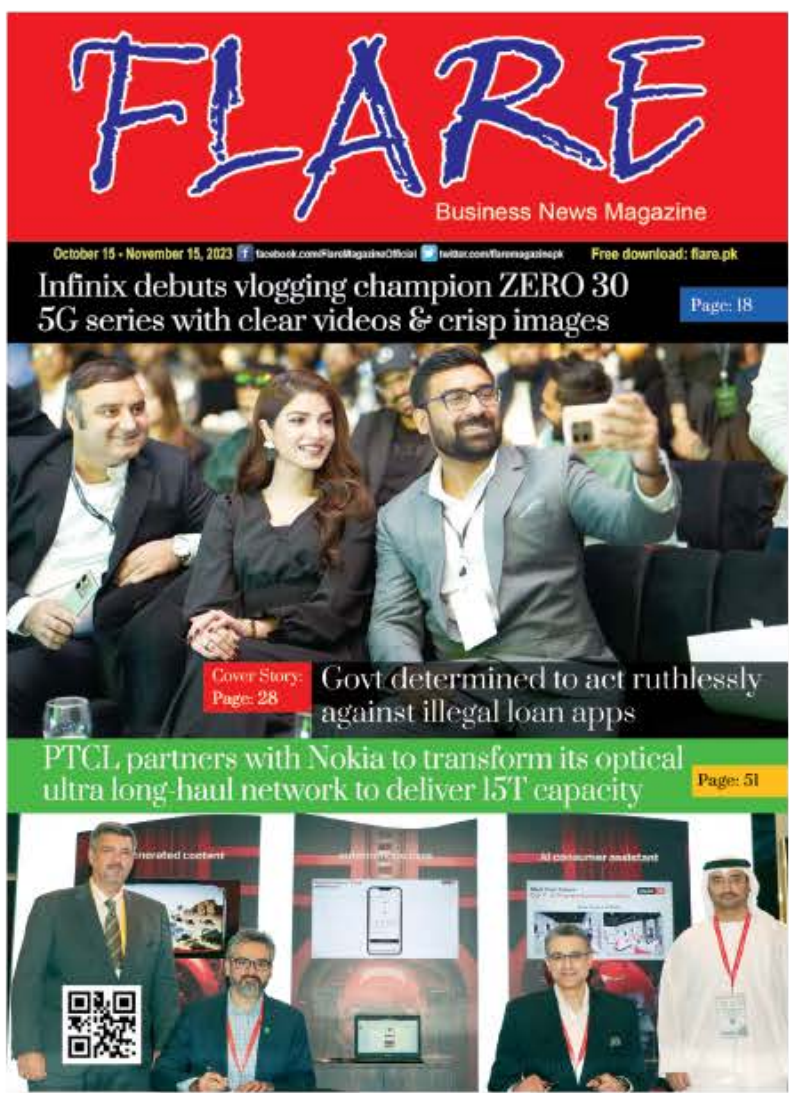 FLARE
Business News Magazine
October 15 - November 15, 2023 facebook.com/FlareMagazineOfficial twitter.com/flaremagazinepk Free download: flare.pk
Infinix debuts vlogging champion ZERO 30
5G series with clear videos & crisp images
Page: 18
Cover Story:
Page: 28
Govt determined to act ruthlessly
against illegal loan apps
PTCL partners with Nokia to transform its optical
ultra long-haul network to deliver 15T capacity
Page: 51
nerated content
AI consumer assistant